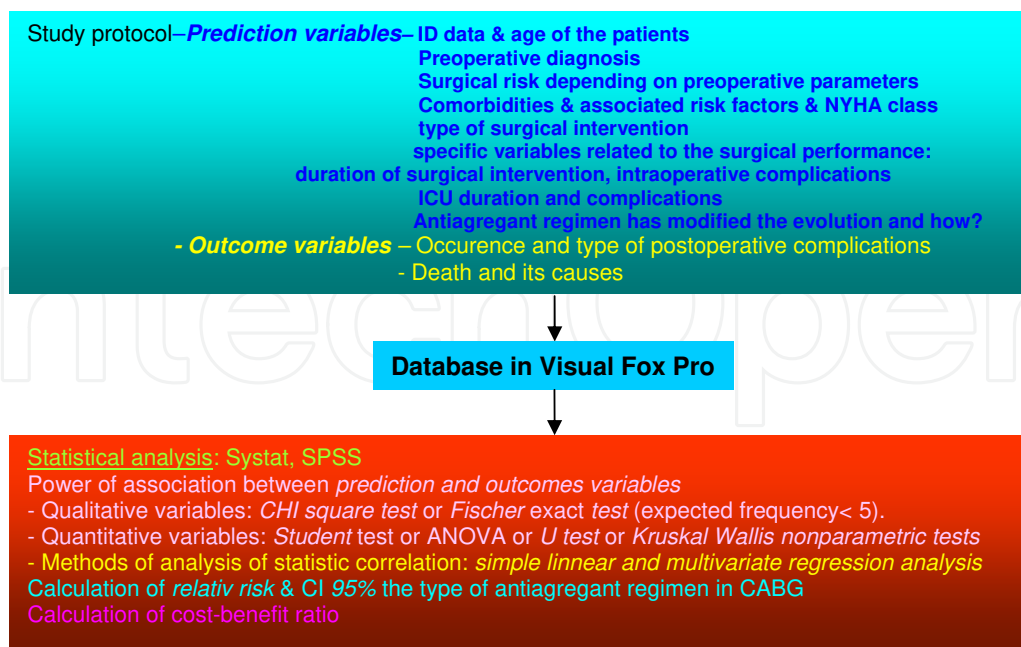 Study protocol–Prediction variables– ID data & age of the patients
Preoperative diagnosis
Surgical risk depending on preoperative parameters
Comorbidities & associated risk factors & NYHA class
type of surgical intervention
specific variables related to the surgical performance:
duration of surgical intervention, intraoperative complications
ICU duration and complications
Antiagregant regimen has modified the evolution and how?
- Outcome variables – Occurence and type of postoperative complications
- Death and its causes
ntechOpen
Database in Visual Fox Pro
Statistical analysis: Systat, SPSS
Power of association between prediction and outcomes variables
- Qualitative variables: CHI square test or Fischer exact test (expected frequency< 5).
- Quantitative variables: Student test or ANOVA or U test or Kruskal Wallis nonparametric tests
- Methods of analysis of statistic correlation: simple linnear and multivariate regression analysis
Calculation of relativ risk & CI 95% the type of antiagregant regimen in CABG
Calculation of cost-benefit ratio